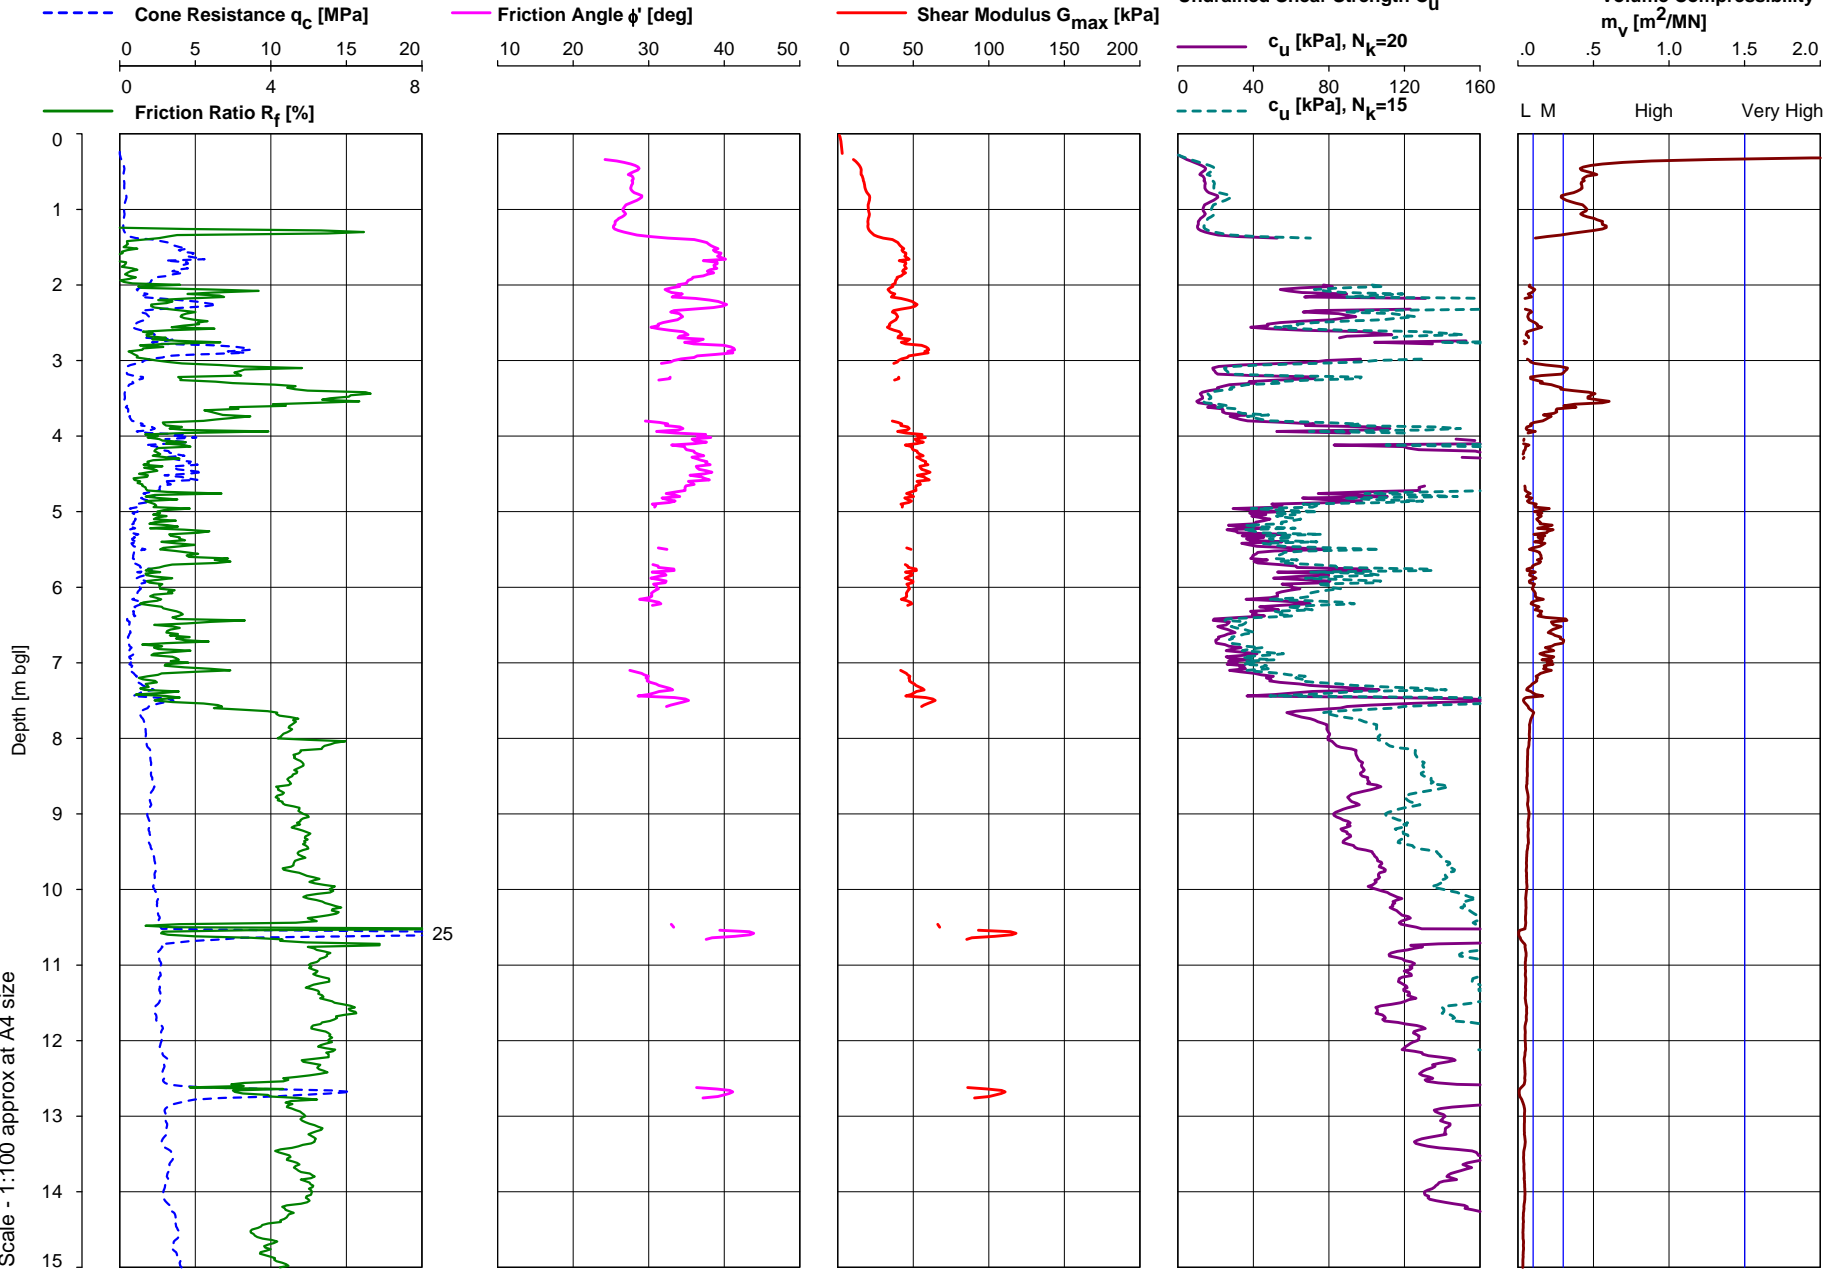 Cone Resistance qc [MPa]
Friction Angle ϕ' [deg]
Shear Modulus Gmax [kPa]
Undrained Shear Strength Cu
Volume Compressibility
mv [m2/MN]
cu [kPa], Nk=20
0 5 10 15 20
10 20 30 40 50
0 50 100 150 200
.0 .5 1.0 1.5 2.0
0 4 8
0 40 80 120 160
Friction Ratio Rf [%]
cu [kPa], Nk=15
L M High Very High
0
1
2
3
4
5
6
7
8
9
10
11
12
13
14
15
25
Depth [m bgl]
Scale - 1:100 approx at A4 size